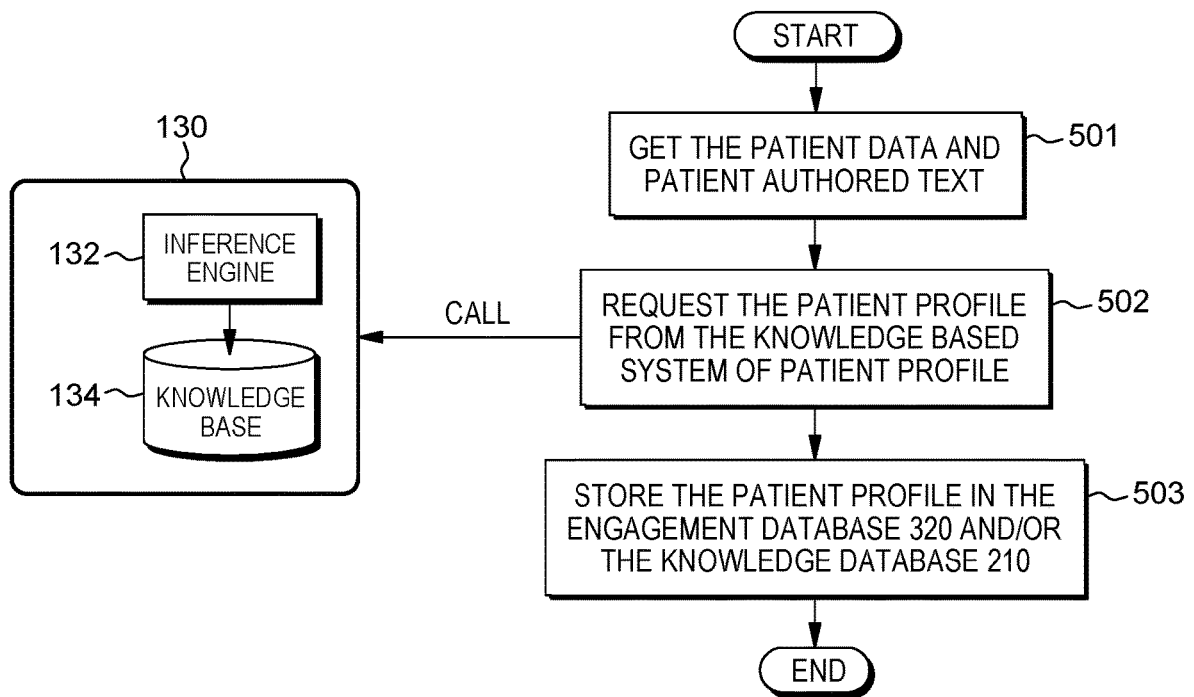 START
GET THE PATIENT DATA AND
PATIENT AUTHORED TEXT
501
130
132
INFERENCE
ENGINE
134
KNOWLEDGE
BASE
CALL
REQUEST THE PATIENT PROFILE
FROM THE KNOWLEDGE BASED
SYSTEM OF PATIENT PROFILE
502
STORE THE PATIENT PROFILE IN THE
ENGAGEMENT DATABASE 320 AND/OR
THE KNOWLEDGE DATABASE 210
503
END